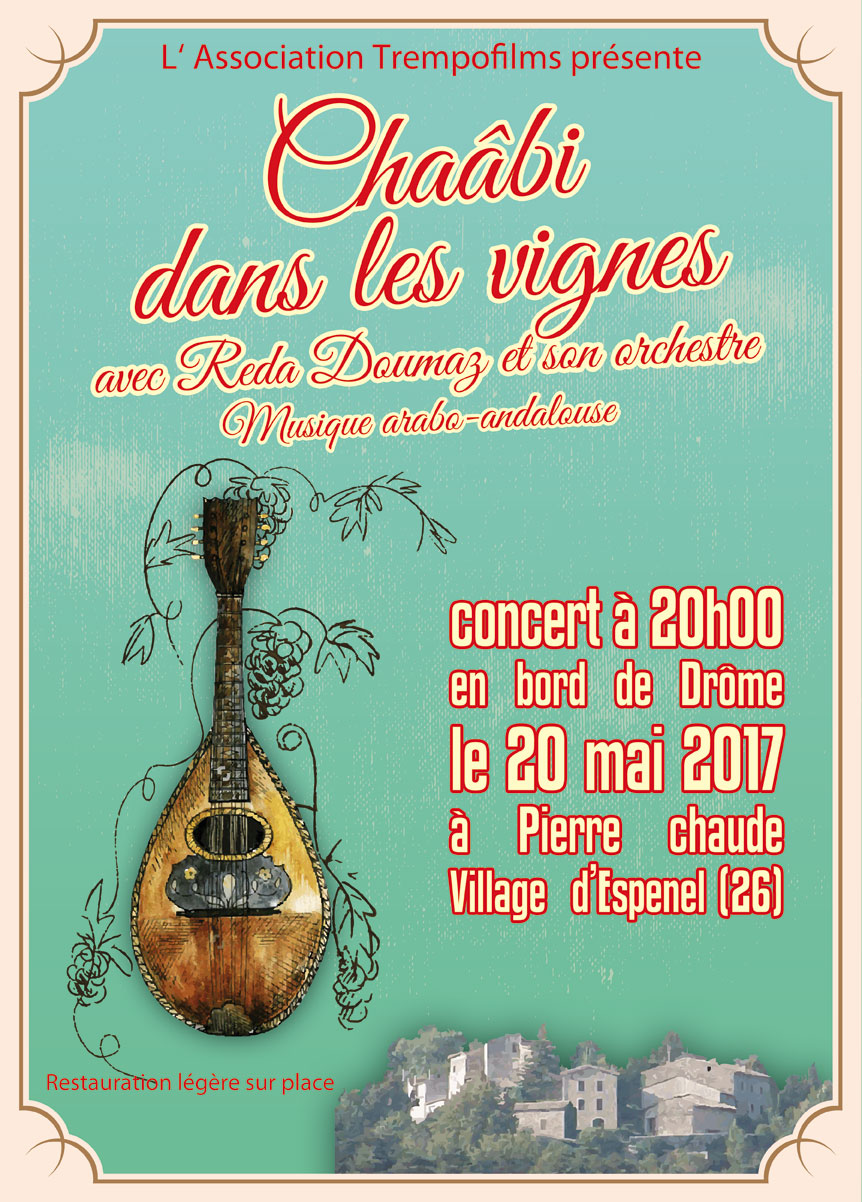 L' Association Trempofilms présente
Chaâbi
dans les vignes
avec Reda Doumaz et son orchestre
Musique arabo-andalouse
concert à 20h00
en bord de Drôme
le 20 mai 2017
à Pierre chaude
Village d'Espenel (26)
Restauration légère sur place